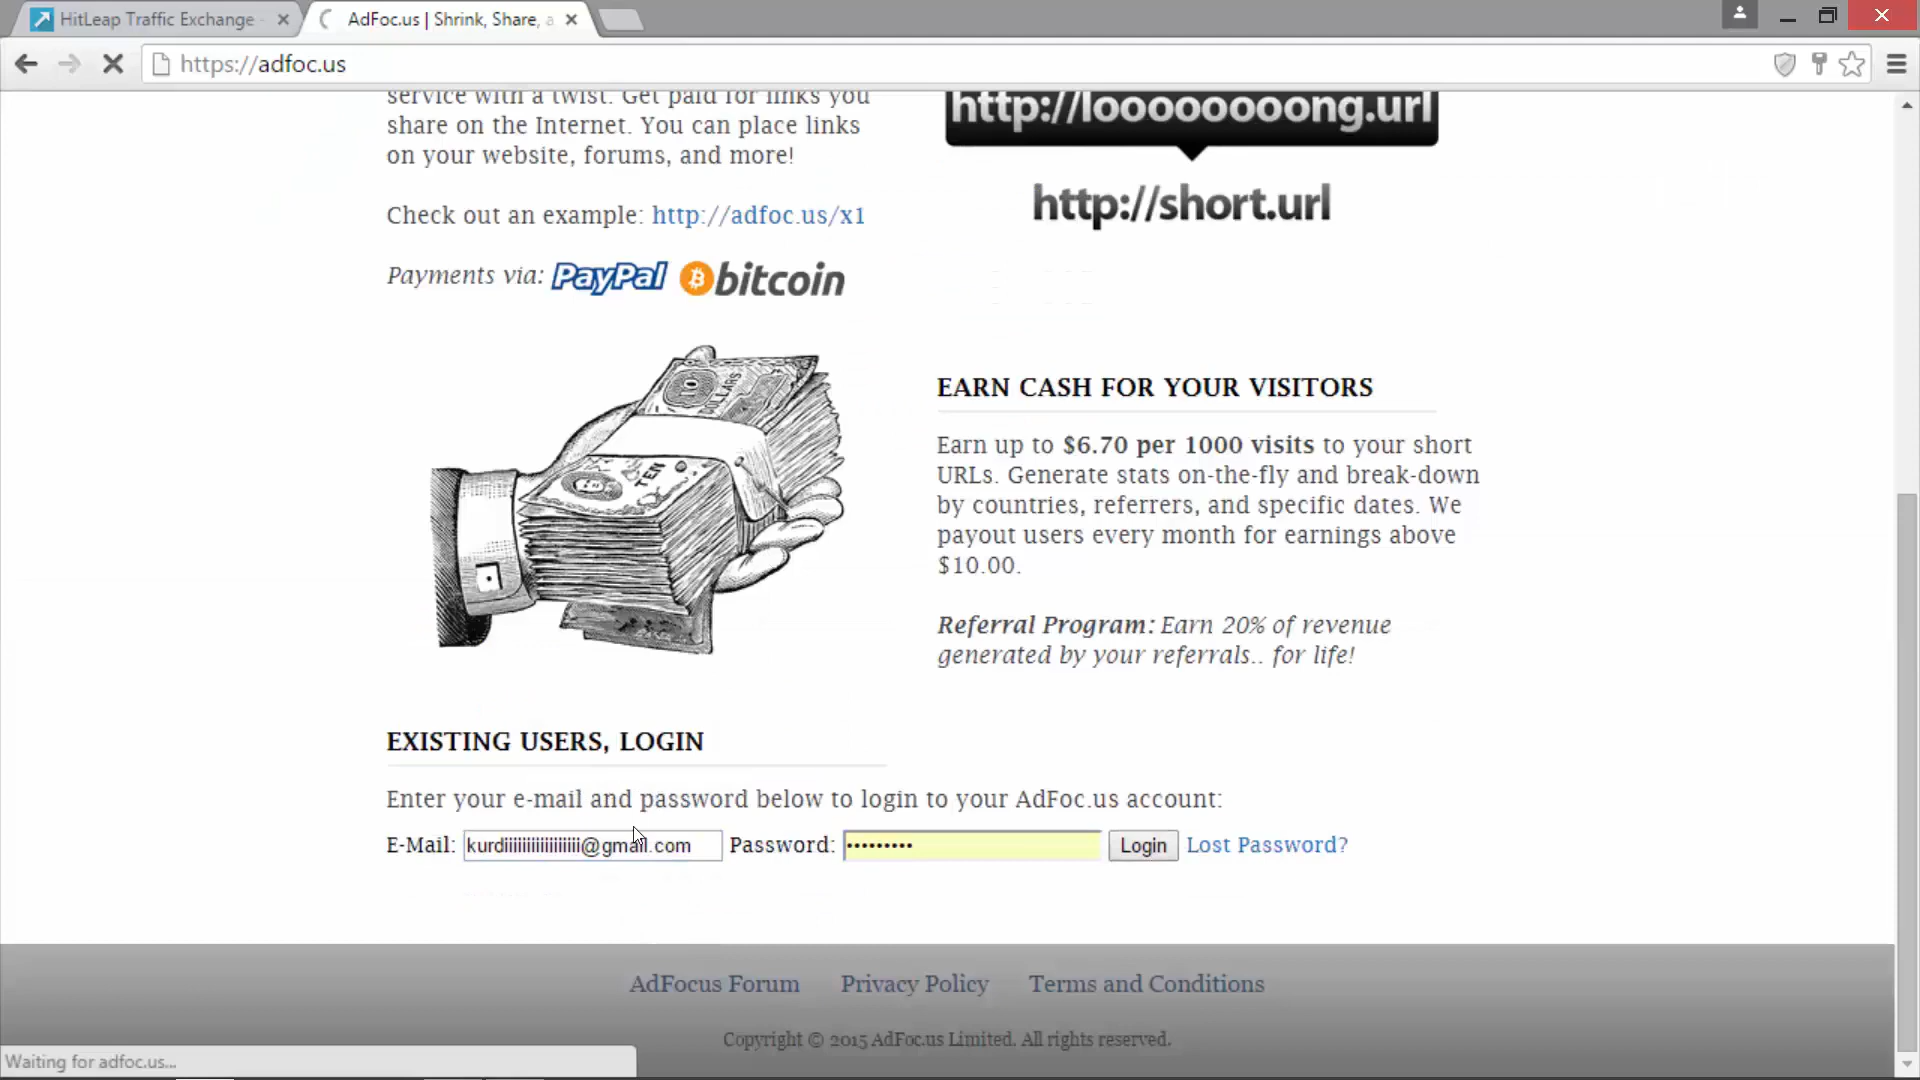 HitLeap Traffic Exchange
AdFoc.us | Shrink, Share, a
https://adfoc.us
service with a twist. Get paid for links you
share on the Internet. You can place links
on your website, forums, and more!
Check out an example: http://adfoc.us/x1
Payments via: PayPal bitcoin
http://loooooooong.url
http://short.url
TEN
EARN CASH FOR YOUR VISITORS
Earn up to $6.70 per 1000 visits to your short
URLs. Generate stats on-the-fly and break-down
by countries, referrers, and specific dates. We
payout users every month for earnings above
$10.00.
Referral Program: Earn 20% of revenue
generated by your referrals.. for life!
EXISTING USERS, LOGIN
Enter your e-mail and password below to login to your AdFoc.us account:
E-Mail: kurdiiiiiiiiiiiiiiiii@gmail.com Password: ••••••••• Login Lost Password?
AdFocus Forum Privacy Policy Terms and Conditions
Copyright © 2015 AdFoc.us Limited. All rights reserved.
Waiting for adfoc.us...